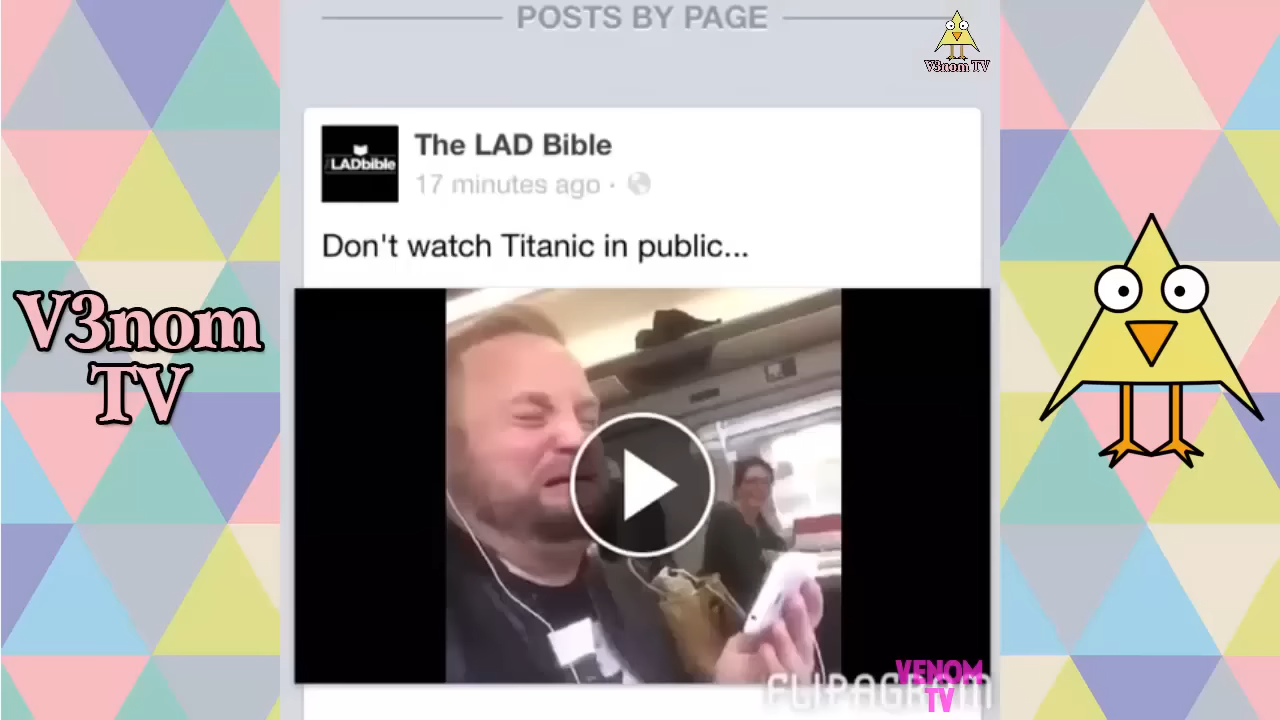 POSTS BY PAGE
V3nom TV
LADbible
The LAD Bible
17 minutes ago ·
Don't watch Titanic in public...
V3nom
TV
VENOM
TV
FLIPAGRAM